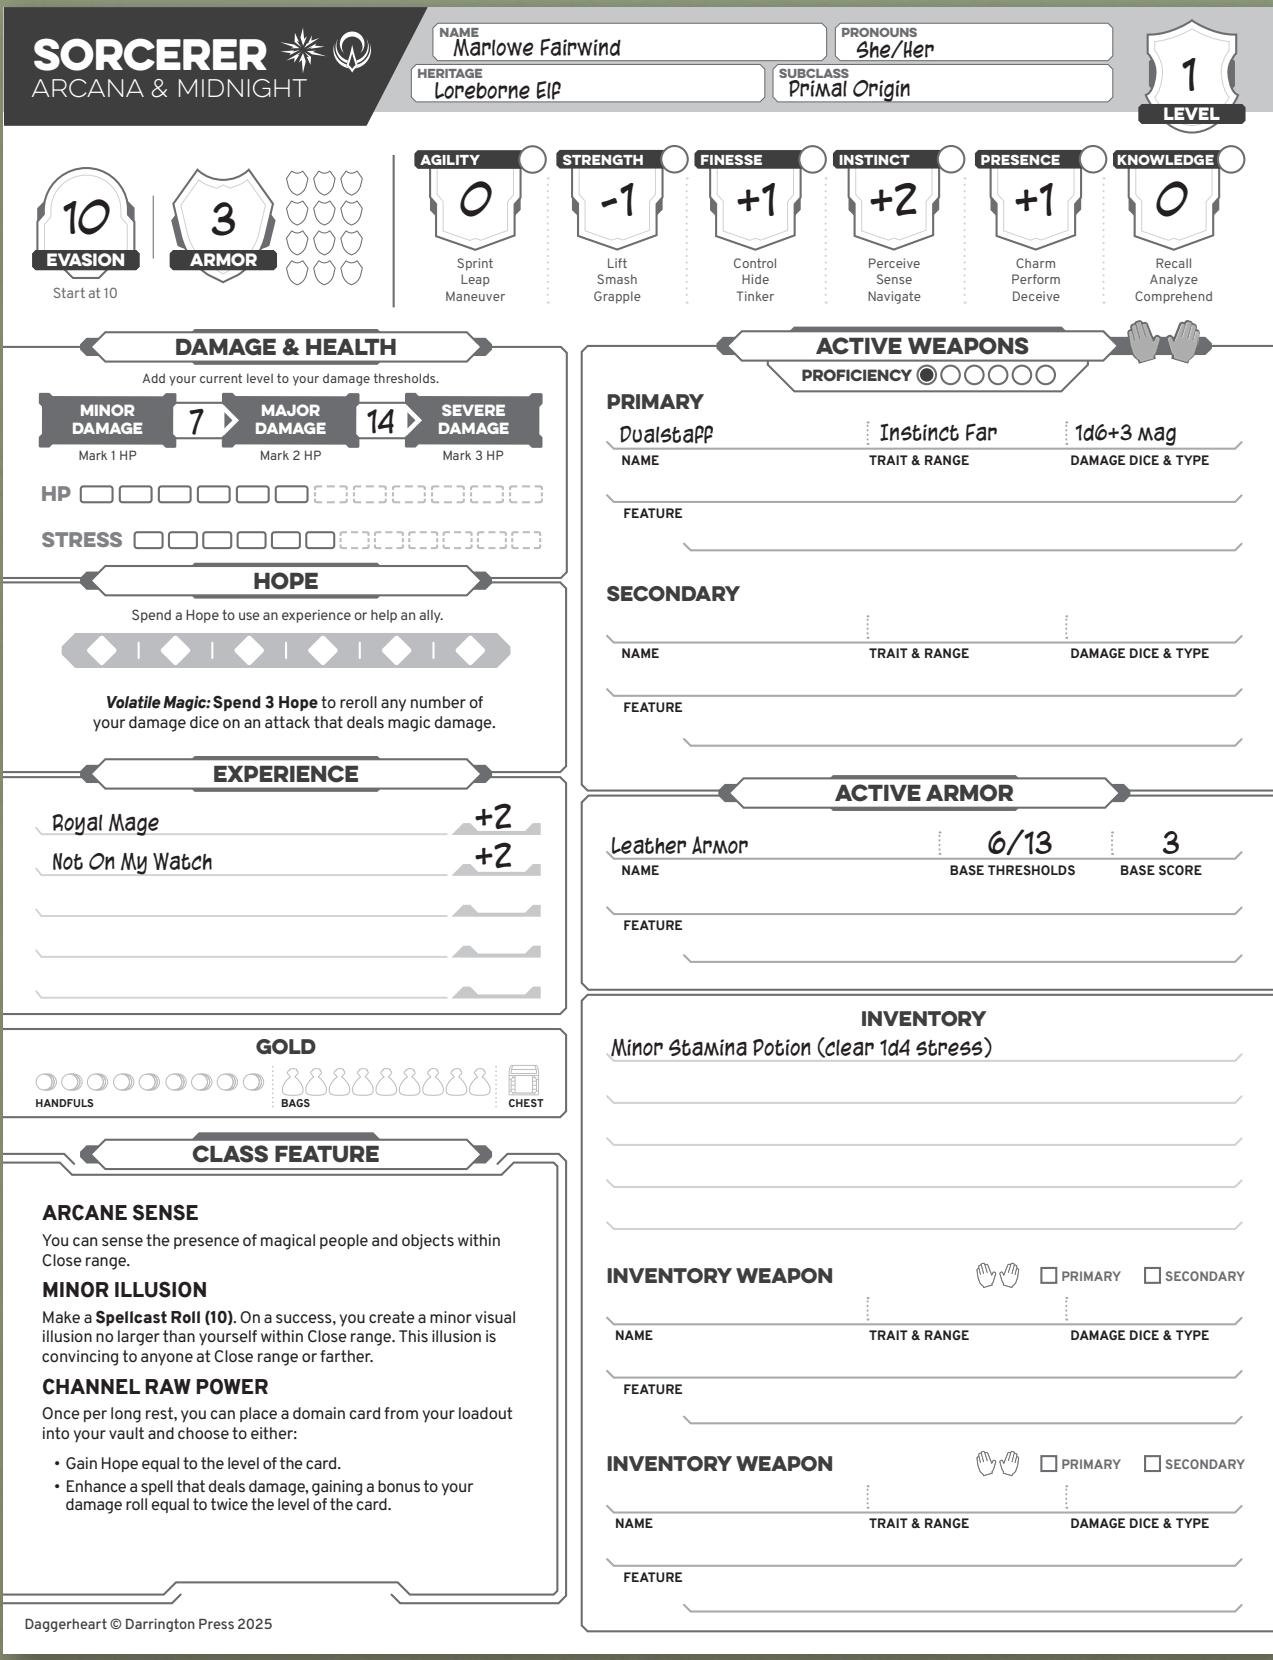 SORCERER
ARCANA & MIDNIGHT
NAME
Marlowe Fairwind
PRONOUNS
She/Her
HERITAGE
Loreborne Elf
SUBCLASS
Primal Origin
1
LEVEL
10
EVASION
Start at 10
3
ARMOR
AGILITY
0
Sprint
Leap
Maneuver
STRENGTH
-1
Lift
Smash
Grapple
FINESSE
+1
Control
Hide
Tinker
INSTINCT
+2
Perceive
Sense
Navigate
PRESENCE
+1
Charm
Perform
Deceive
KNOWLEDGE
0
Recall
Analyze
Comprehend
DAMAGE & HEALTH
Add your current level to your damage thresholds.
MINOR DAMAGE
7
MAJOR DAMAGE
14
SEVERE DAMAGE
Mark 1 HP
Mark 2 HP
Mark 3 HP
HP
STRESS
HOPE
Spend a Hope to use an experience or help an ally.
Volatile Magic: Spend 3 Hope to reroll any number of
your damage dice on an attack that deals magic damage.
EXPERIENCE
Royal Mage +2
Not On My Watch +2
GOLD
HANDFULS
BAGS
CHEST
CLASS FEATURE
ARCANE SENSE
You can sense the presence of magical people and objects within
Close range.
MINOR ILLUSION
Make a Spellcast Roll (10). On a success, you create a minor visual
illusion no larger than yourself within Close range. This illusion is
convincing to anyone at Close range or farther.
CHANNEL RAW POWER
Once per long rest, you can place a domain card from your loadout
into your vault and choose to either:
• Gain Hope equal to the level of the card.
• Enhance a spell that deals damage, gaining a bonus to your
damage roll equal to twice the level of the card.
Daggerheart © Darrington Press 2025
ACTIVE WEAPONS
PROFICIENCY
PRIMARY
Dualstaff Instinct Far 1d6+3 mag
NAME TRAIT & RANGE DAMAGE DICE & TYPE
FEATURE
SECONDARY
NAME TRAIT & RANGE DAMAGE DICE & TYPE
FEATURE
ACTIVE ARMOR
Leather Armor 6/13 3
NAME BASE THRESHOLDS BASE SCORE
FEATURE
INVENTORY
Minor Stamina Potion (clear 1d4 stress)
INVENTORY WEAPON PRIMARY SECONDARY
NAME TRAIT & RANGE DAMAGE DICE & TYPE
FEATURE
INVENTORY WEAPON PRIMARY SECONDARY
NAME TRAIT & RANGE DAMAGE DICE & TYPE
FEATURE